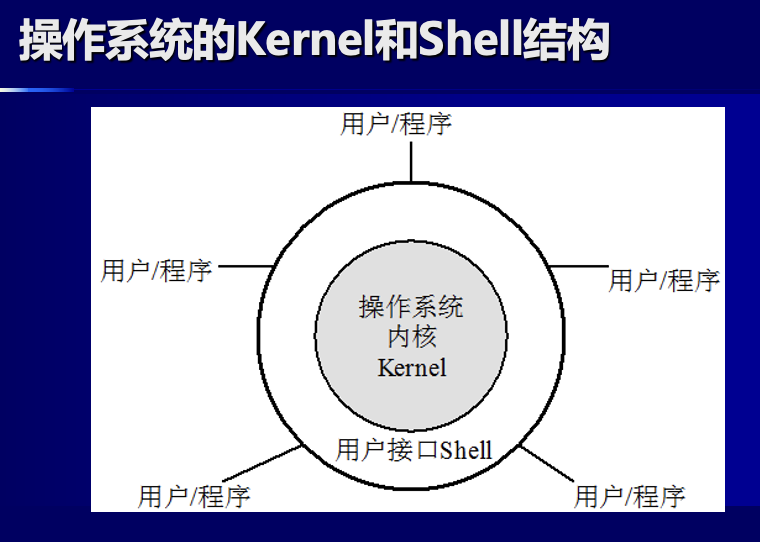 操作系统的Kernel和Shell结构
用户/程序
用户/程序
用户/程序
操作系统
内核
Kernel
用户接口Shell
用户/程序
用户/程序